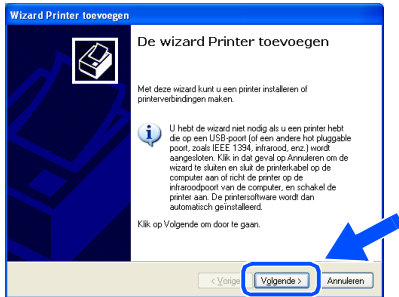 Wizard Printer toevoegen
De wizard Printer toevoegen
Met deze wizard kunt u een printer installeren of
printerverbindingen maken.
U hebt de wizard niet nodig als u een printer hebt
die op een USB-poort (of een andere hot pluggable
poort, zoals IEEE 1394, infrarood, enz.) wordt
aangesloten. Klik in dat geval op Annuleren om de
wizard te sluiten en sluit de printerkabel op de
computer aan of richt de printer op de
infraroodpoort van de computer, en schakel de
printer aan. De printersoftware wordt dan
automatisch geïnstalleerd.
Klik op Volgende om door te gaan.
< Vorige Volgende > Annuleren